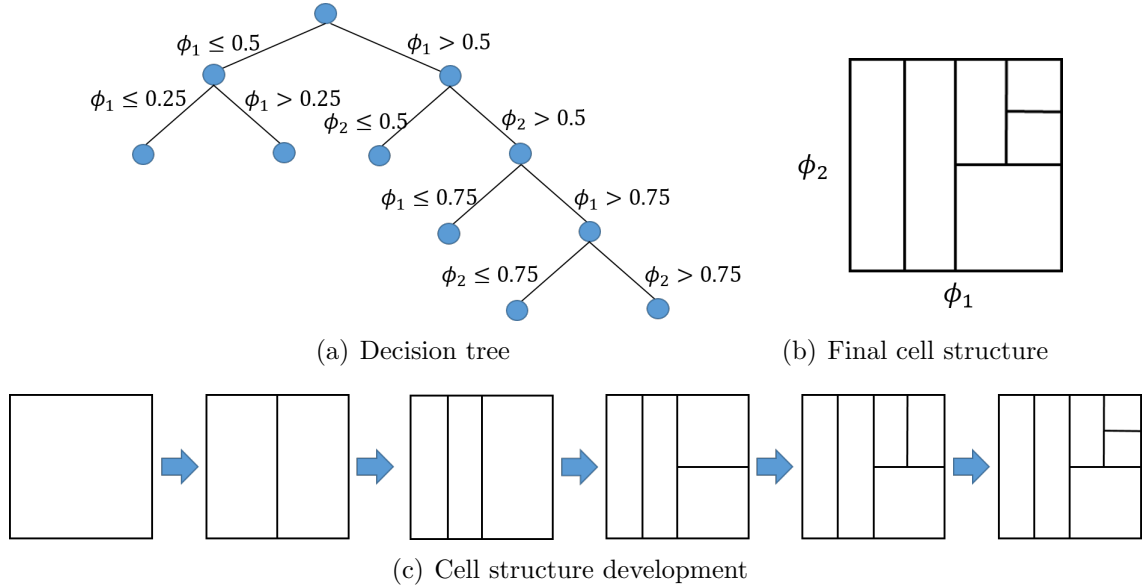 ϕ₁ ≤ 0.5
ϕ₁ > 0.5
ϕ₁ ≤ 0.25
ϕ₁ > 0.25
ϕ₂ ≤ 0.5
ϕ₂ > 0.5
ϕ₁ ≤ 0.75
ϕ₁ > 0.75
ϕ₂ ≤ 0.75
ϕ₂ > 0.75
(a) Decision tree
ϕ₂
ϕ₁
(b) Final cell structure
(c) Cell structure development